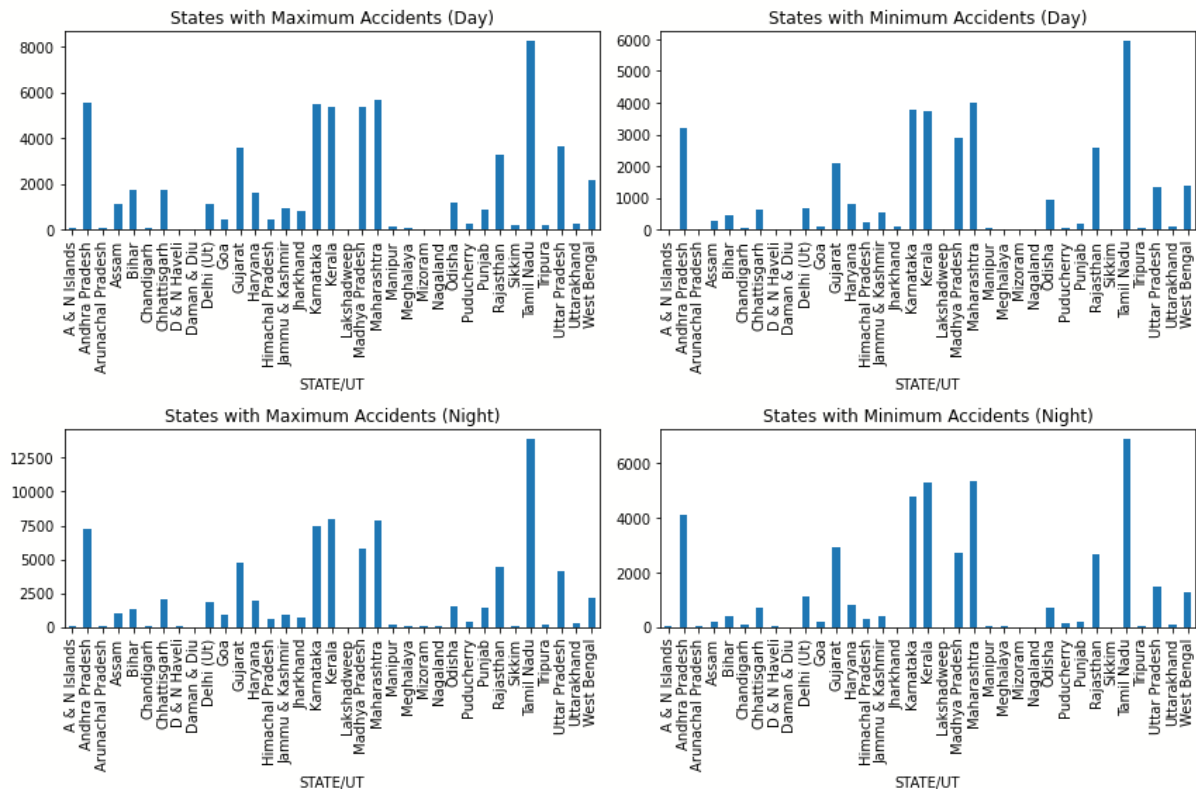 States with Maximum Accidents (Day)
8000
6000
4000
2000
0
A & N Islands
Andhra Pradesh
Arunachal Pradesh
Assam
Bihar
Chandigarh
Chhattisgarh
D & N Haveli
Daman & Diu
Delhi (Ut)
Goa
Gujarat
Haryana
Himachal Pradesh
Jammu & Kashmir
Jharkhand
Karnataka
Kerala
Lakshadweep
Madhya Pradesh
Maharashtra
Manipur
Meghalaya
Mizoram
Nagaland
Odisha
Puducherry
Punjab
Rajasthan
Sikkim
Tamil Nadu
Tripura
Uttar Pradesh
Uttarakhand
West Bengal
STATE/UT
States with Minimum Accidents (Day)
6000
5000
4000
3000
2000
1000
0
A & N Islands
Andhra Pradesh
Arunachal Pradesh
Assam
Bihar
Chandigarh
Chhattisgarh
D & N Haveli
Daman & Diu
Delhi (Ut)
Goa
Gujarat
Haryana
Himachal Pradesh
Jammu & Kashmir
Jharkhand
Karnataka
Kerala
Lakshadweep
Madhya Pradesh
Maharashtra
Manipur
Meghalaya
Mizoram
Nagaland
Odisha
Puducherry
Punjab
Rajasthan
Sikkim
Tamil Nadu
Tripura
Uttar Pradesh
Uttarakhand
West Bengal
STATE/UT
States with Maximum Accidents (Night)
12500
10000
7500
5000
2500
0
A & N Islands
Andhra Pradesh
Arunachal Pradesh
Assam
Bihar
Chandigarh
Chhattisgarh
D & N Haveli
Daman & Diu
Delhi (Ut)
Goa
Gujarat
Haryana
Himachal Pradesh
Jammu & Kashmir
Jharkhand
Karnataka
Kerala
Lakshadweep
Madhya Pradesh
Maharashtra
Manipur
Meghalaya
Mizoram
Nagaland
Odisha
Puducherry
Punjab
Rajasthan
Sikkim
Tamil Nadu
Tripura
Uttar Pradesh
Uttarakhand
West Bengal
STATE/UT
States with Minimum Accidents (Night)
6000
4000
2000
0
A & N Islands
Andhra Pradesh
Arunachal Pradesh
Assam
Bihar
Chandigarh
Chhattisgarh
D & N Haveli
Daman & Diu
Delhi (Ut)
Goa
Gujarat
Haryana
Himachal Pradesh
Jammu & Kashmir
Jharkhand
Karnataka
Kerala
Lakshadweep
Madhya Pradesh
Maharashtra
Manipur
Meghalaya
Mizoram
Nagaland
Odisha
Puducherry
Punjab
Rajasthan
Sikkim
Tamil Nadu
Tripura
Uttar Pradesh
Uttarakhand
West Bengal
STATE/UT